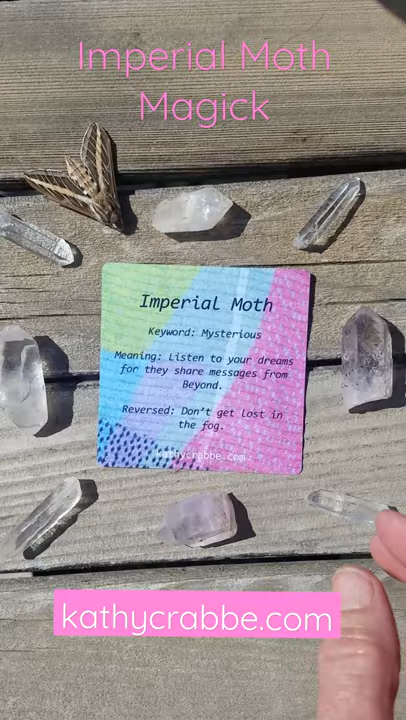 Imperial Moth
Magick
Imperial Moth
Keyword: Mysterious
Meaning: Listen to your dreams
for they share messages from
Beyond.
Reversed: Don't get lost in
the fog.
kathycrabbe.com
kathycrabbe.com